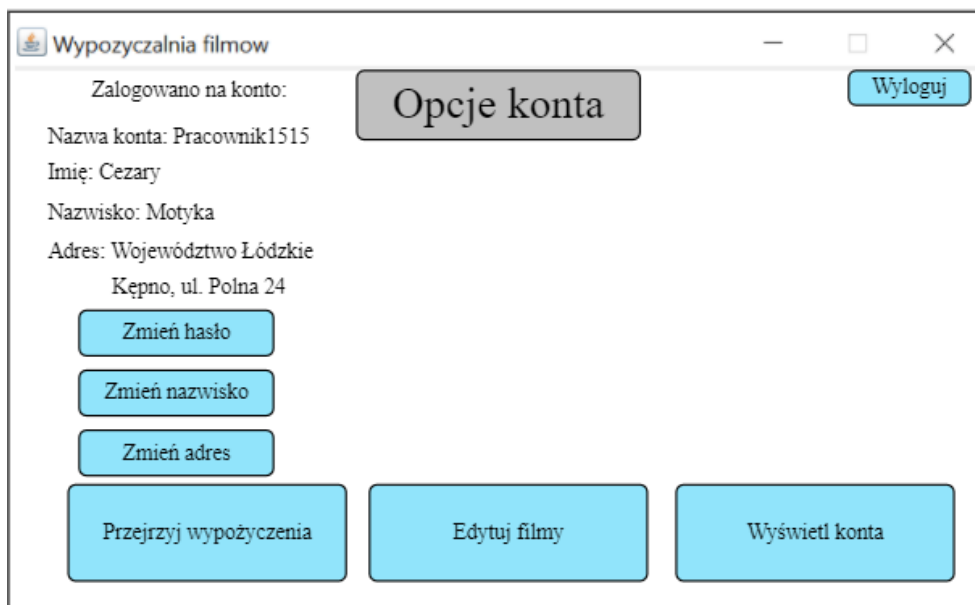 Wypozyczalnia filmow
Zalogowano na konto:
Opcje konta
Wyloguj
Nazwa konta: Pracownik1515
Imię: Cezary
Nazwisko: Motyka
Adres: Województwo Łódzkie
Kępno, ul. Polna 24
Zmień hasło
Zmień nazwisko
Zmień adres
Przejrzyj wypożyczenia
Edytuj filmy
Wyświetl konta